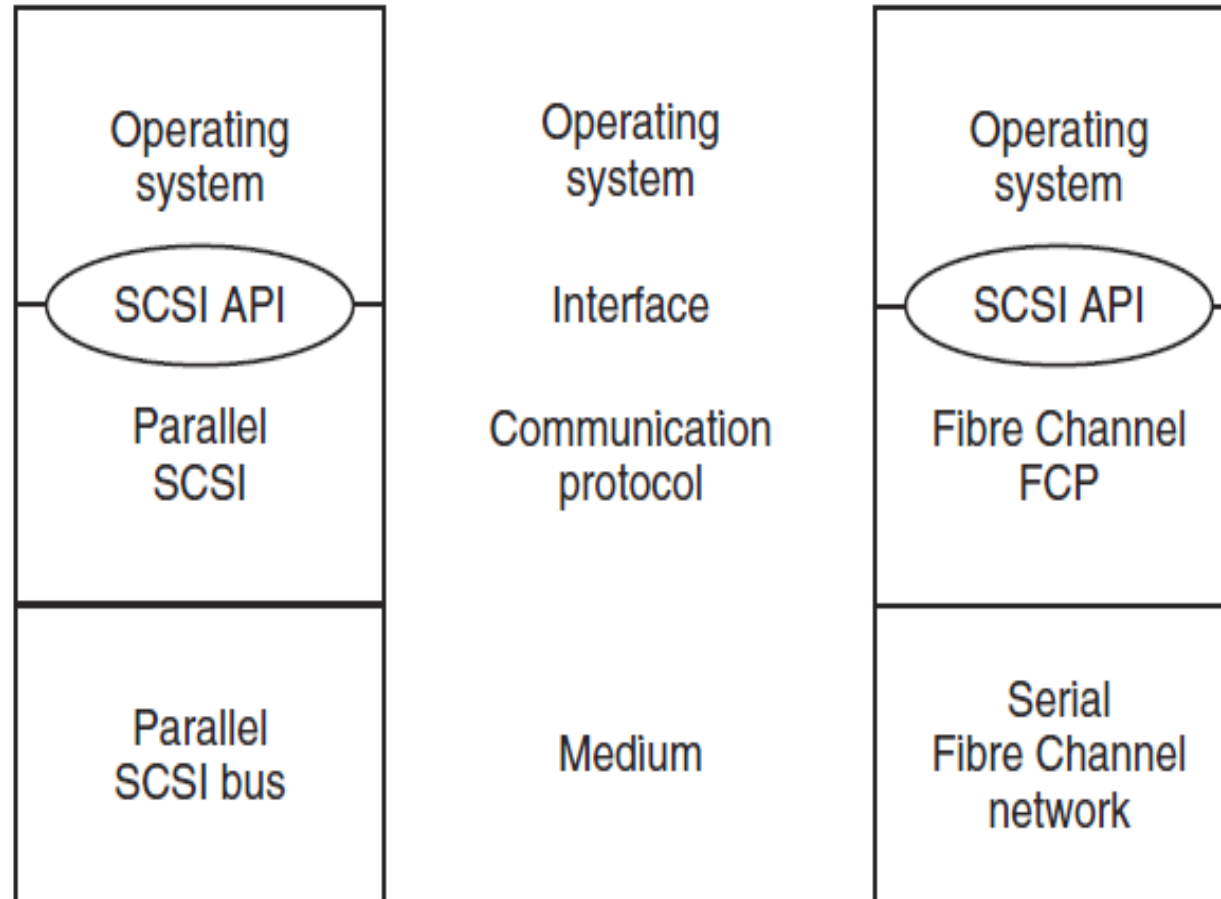 Operating
system
SCSI API
Parallel
SCSI
Parallel
SCSI bus
Operating
system
Interface
Communication
protocol
Medium
Operating
system
SCSI API
Fibre Channel
FCP
Serial
Fibre Channel
network